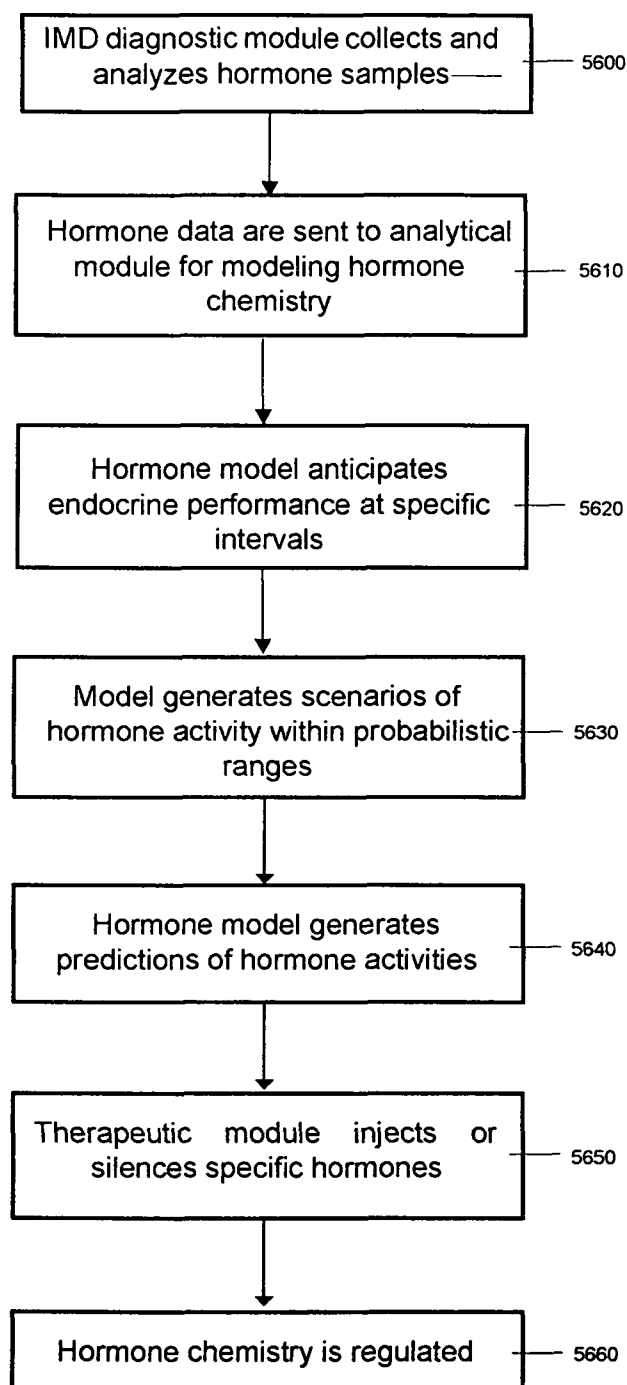 IMD diagnostic module collects and
analyzes hormone samples
5600
Hormone data are sent to analytical
module for modeling hormone
chemistry
5610
Hormone model anticipates
endocrine performance at specific
intervals
5620
Model generates scenarios of
hormone activity within probabilistic
ranges
5630
Hormone model generates
predictions of hormone activities
5640
Therapeutic module injects or
silences specific hormones
5650
Hormone chemistry is regulated
5660